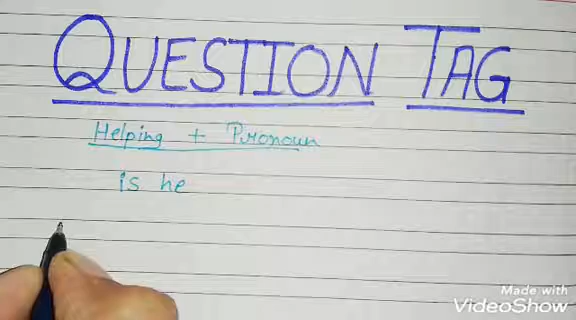 QUESTION TAG
Helping + Pronoun
is he
Made with
VideoShow